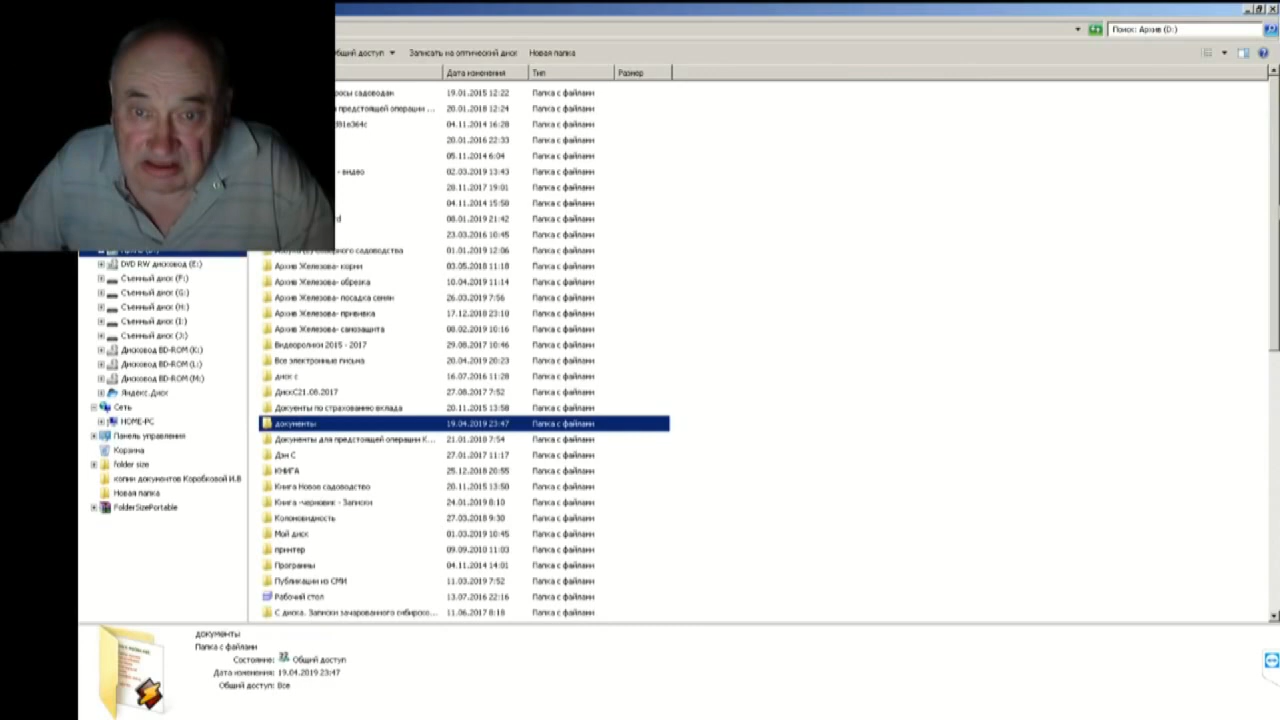 Поиск: Архив (D:)
бщий доступ Записать на оптический диск Новая папка
Дата изменения Тип Размер
росы садоводам 19.01.2015 12:22 Папка с файлами
предстоящей операции ... 20.01.2018 12:24 Папка с файлами
04.11.2014 16:28 Папка с файлами
20.01.2016 22:33 Папка с файлами
05.11.2014 6:04 Папка с файлами
- видео 02.03.2019 13:43 Папка с файлами
28.11.2017 19:01 Папка с файлами
04.11.2014 15:50 Папка с файлами
08.01.2019 21:42 Папка с файлами
23.03.2016 10:45 Папка с файлами
северного садоводства 01.01.2019 12:06 Папка с файлами
Архив Железова- корни 03.05.2018 11:18 Папка с файлами
Архив Железова- обрезка 10.04.2019 11:14 Папка с файлами
Архив Железова- посадка семян 26.03.2019 7:56 Папка с файлами
Архив Железова- прививка 17.12.2018 23:10 Папка с файлами
Архив Железова- самозащита 08.02.2019 10:16 Папка с файлами
Видеоролики 2015 - 2017 29.08.2017 10:46 Папка с файлами
Все электронные письма 20.04.2019 20:23 Папка с файлами
диск с 16.07.2016 11:28 Папка с файлами
ДискС21.08.2017 27.08.2017 7:52 Папка с файлами
Докуенты по страхованию вклада 20.11.2015 13:58 Папка с файлами
документы 19.04.2019 23:47 Папка с файлами
Документы для предстоящей операции К... 21.01.2018 7:54 Папка с файлами
Дэн С 27.01.2017 11:17 Папка с файлами
КНИГА 25.12.2018 20:55 Папка с файлами
Книга Новое садоводство 20.11.2015 13:50 Папка с файлами
Книга -черновик - Записки 24.01.2019 8:10 Папка с файлами
Колоновидность 27.03.2018 9:30 Папка с файлами
Мой диск 01.03.2019 10:45 Папка с файлами
принтер 09.09.2010 11:03 Папка с файлами
Программы 04.11.2014 14:01 Папка с файлами
Публикации из СМИ 11.03.2019 7:52 Папка с файлами
Рабочий стол 13.07.2016 22:16 Папка с файлами
С диска. Записки зачарованного сибирско... 11.06.2017 8:18 Папка с файлами
DVD RW дисковод (E:)
Съемный диск (F:)
Съемный диск (G:)
Съемный диск (H:)
Съемный диск (I:)
Съемный диск (J:)
Дисковод BD-ROM (K:)
Дисковод BD-ROM (L:)
Дисковод BD-ROM (M:)
Яндекс.Диск
Сеть
HOME-PC
Панель управления
Корзина
folder size
копии документов Коробковой И.В
Новая папка
FolderSizePortable
документы
Папка с файлами
Состояние: Общий доступ
Дата изменения: 19.04.2019 23:47
Общий доступ: Все